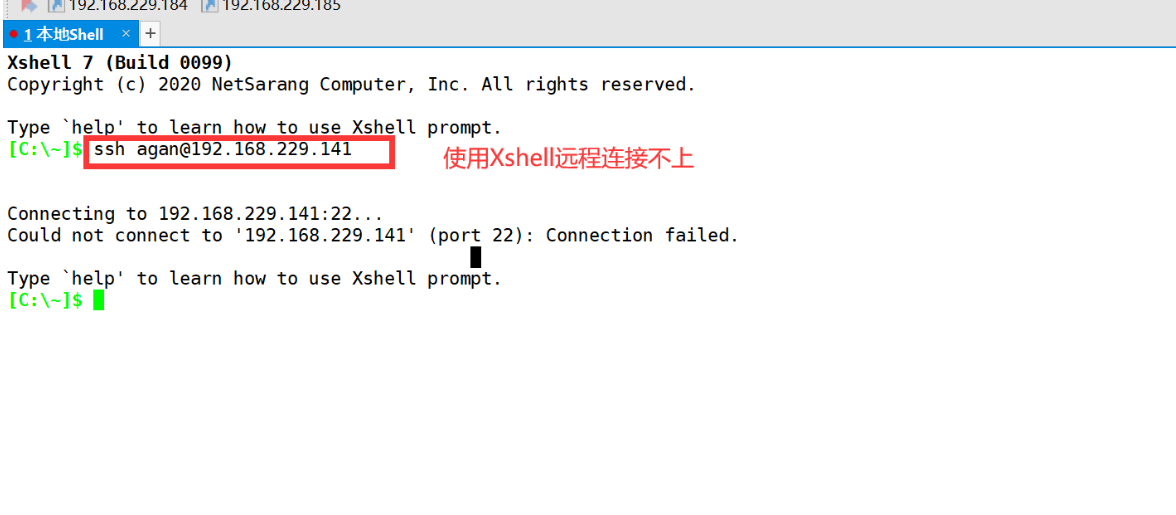 192.168.229.184 192.168.229.185
1 本地Shell × +
Xshell 7 (Build 0099)
Copyright (c) 2020 NetSarang Computer, Inc. All rights reserved.
Type `help' to learn how to use Xshell prompt.
[C:\~]$ ssh agan@192.168.229.141
使用Xshell远程连接不上
Connecting to 192.168.229.141:22...
Could not connect to '192.168.229.141' (port 22): Connection failed.
Type `help' to learn how to use Xshell prompt.
[C:\~]$